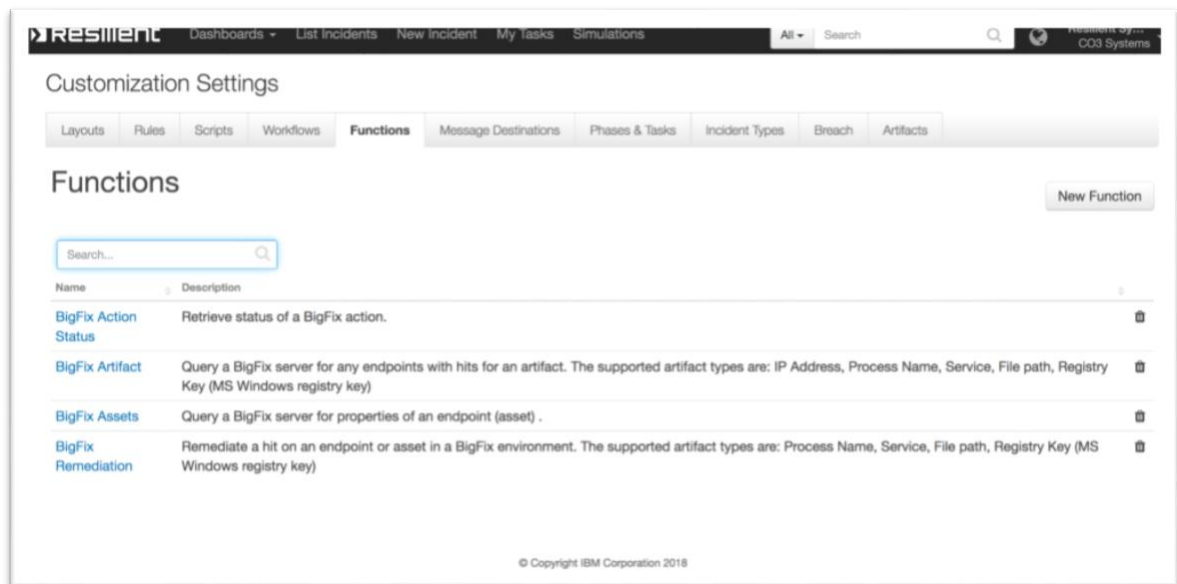 Resilient Dashboards List Incidents New Incident My Tasks Simulations All Search Resilient Sy...
CO3 Systems
Customization Settings
Layouts Rules Scripts Workflows Functions Message Destinations Phases & Tasks Incident Types Breach Artifacts
Functions
New Function
Search...
Name Description
BigFix Action Retrieve status of a BigFix action.
Status
BigFix Artifact Query a BigFix server for any endpoints with hits for an artifact. The supported artifact types are: IP Address, Process Name, Service, File path, Registry
Key (MS Windows registry key)
BigFix Assets Query a BigFix server for properties of an endpoint (asset) .
BigFix Remediate a hit on an endpoint or asset in a BigFix environment. The supported artifact types are: Process Name, Service, File path, Registry Key (MS
Remediation Windows registry key)
© Copyright IBM Corporation 2018